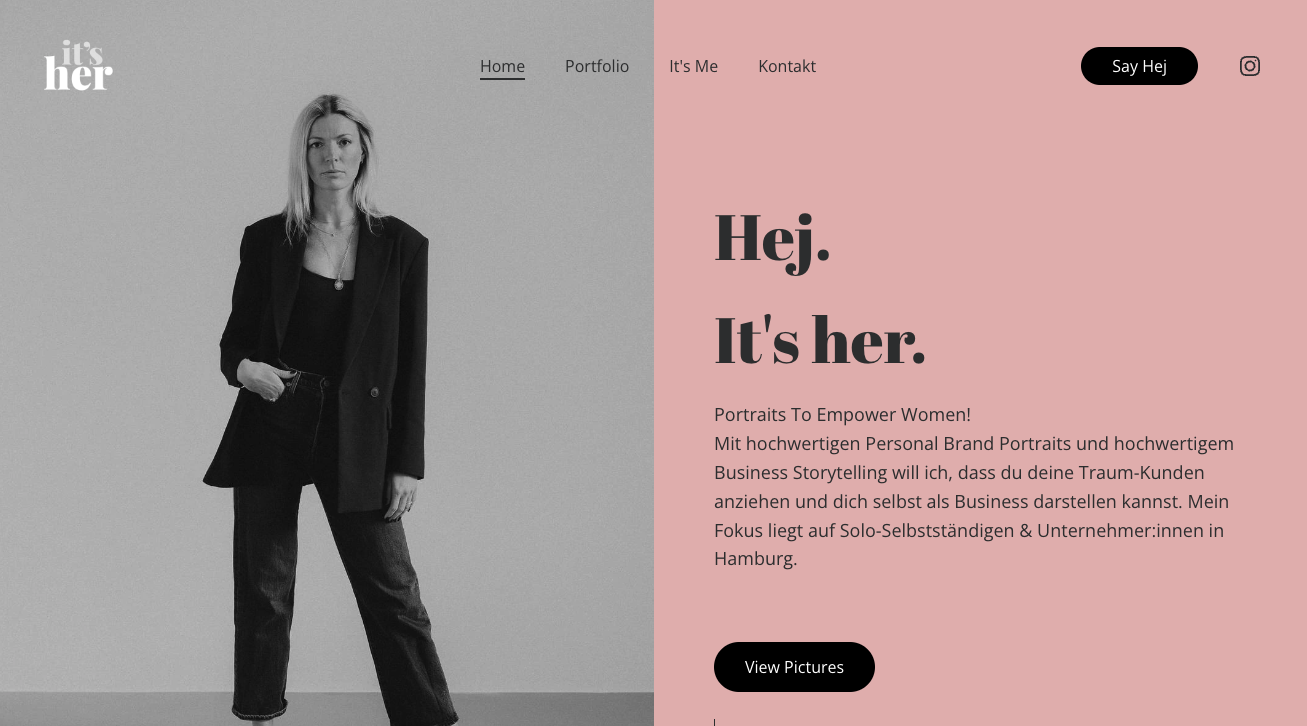 it's
her
Home Portfolio It's Me Kontakt Say Hej
Hej.
It's her.
Portraits To Empower Women!
Mit hochwertigen Personal Brand Portraits und hochwertigem
Business Storytelling will ich, dass du deine Traum-Kunden
anziehen und dich selbst als Business darstellen kannst. Mein
Fokus liegt auf Solo-Selbstständigen & Unternehmer:innen in
Hamburg.
View Pictures